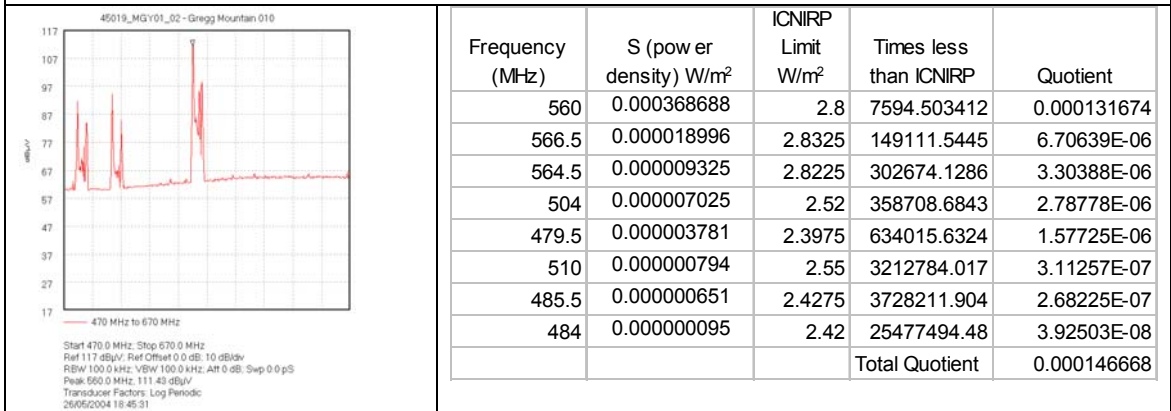 45019_MGY01_02 - Gregg Mountain 010
117
107
97
87
77
67
57
47
37
27
17
dBµV
470 MHz to 670 MHz
Start 470.0 MHz; Stop 670.0 MHz
Ref 117 dBµV; Ref Offset 0.0 dB; 10 dB/div
RBW 100.0 kHz; VBW 100.0 kHz; Att 0 dB; Swp 0.0 pS
Peak 560.0 MHz, 111.43 dBµV
Transducer Factors: Log Periodic
26/05/2004 18:45:31
Frequency (MHz) S (power density) W/m² ICNIRP Limit W/m² Times less than ICNIRP Quotient
560 0.000368688 2.8 7594.503412 0.000131674
566.5 0.000018996 2.8325 149111.5445 6.70639E-06
564.5 0.000009325 2.8225 302674.1286 3.30388E-06
504 0.000007025 2.52 358708.6843 2.78778E-06
479.5 0.000003781 2.3975 634015.6324 1.57725E-06
510 0.000000794 2.55 3212784.017 3.11257E-07
485.5 0.000000651 2.4275 3728211.904 2.68225E-07
484 0.000000095 2.42 25477494.48 3.92503E-08
Total Quotient 0.000146668